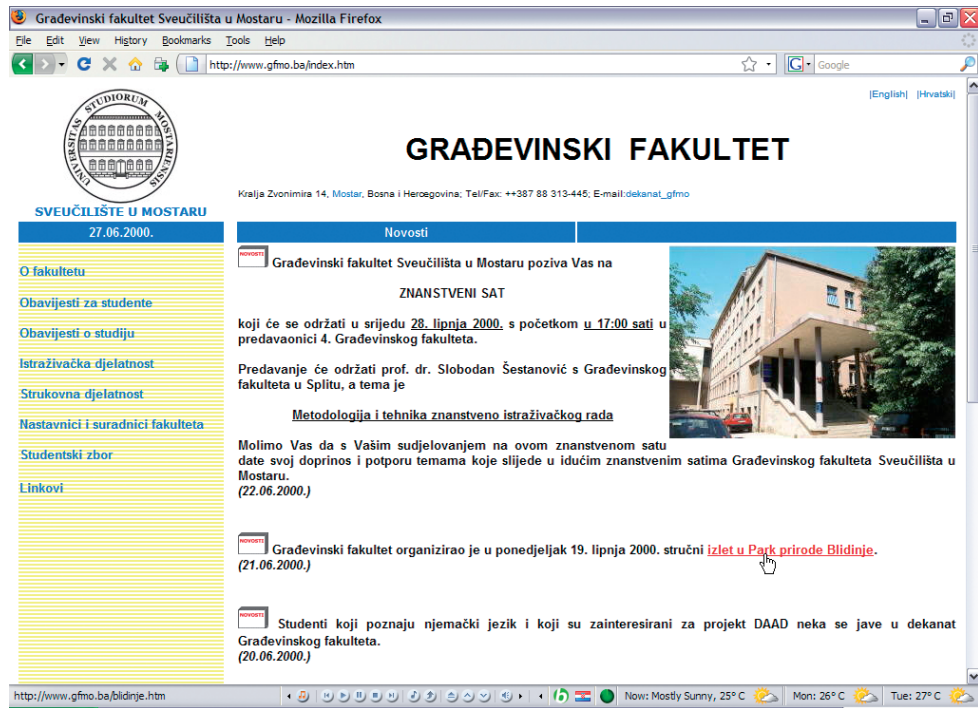 Građevinski fakultet Sveučilišta u Mostaru - Mozilla Firefox
File Edit View History Bookmarks Tools Help
http://www.gfmo.ba/index.htm
Google
|English| |Hrvatski|
UNIVERSITAS STUDIORUM MOSTARIENSIS
GRAĐEVINSKI FAKULTET
Kralja Zvonimira 14, Mostar, Bosna i Hercegovina; Tel/Fax: ++387 88 313-445; E-mail:dekanat_gfmo
SVEUČILIŠTE U MOSTARU
27.06.2000.
Novosti
O fakultetu
Obavijesti za studente
Obavijesti o studiju
Istraživačka djelatnost
Strukovna djelatnost
Nastavnici i suradnici fakulteta
Studentski zbor
Linkovi
NOVOSTI
Građevinski fakultet Sveučilišta u Mostaru poziva Vas na
ZNANSTVENI SAT
koji će se održati u srijedu 28. lipnja 2000. s početkom u 17:00 sati u
predavaonici 4. Građevinskog fakulteta.
Predavanje će održati prof. dr. Slobodan Šestanović s Građevinskog
fakulteta u Splitu, a tema je
Metodologija i tehnika znanstveno istraživačkog rada
Molimo Vas da s Vašim sudjelovanjem na ovom znanstvenom satu
date svoj doprinos i potporu temama koje slijede u idućim znanstvenim satima Građevinskog fakulteta Sveučilišta u
Mostaru.
(22.06.2000.)
NOVOSTI
Građevinski fakultet organizirao je u ponedjeljak 19. lipnja 2000. stručni izlet u Park prirode Blidinje.
(21.06.2000.)
NOVOSTI
Studenti koji poznaju njemački jezik i koji su zainteresirani za projekt DAAD neka se jave u dekanat
Građevinskog fakulteta.
(20.06.2000.)
http://www.gfmo.ba/blidinje.htm
Now: Mostly Sunny, 25° C
Mon: 26° C
Tue: 27° C